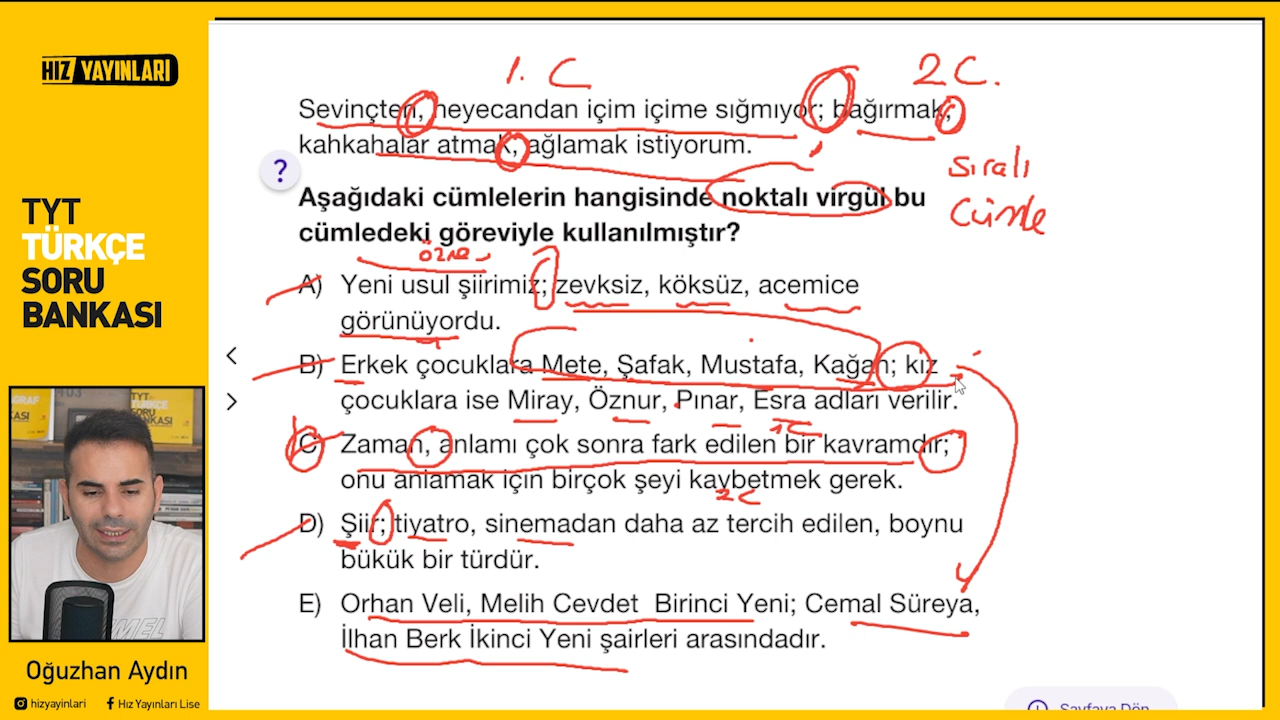 HIZ YAYINLARI
TYT
TÜRKÇE
SORU
BANKASI
Oğuzhan Aydın
hizyayinlari Hız Yayınları Lise
1. C 2 C.
Sevinçten, heyecandan içim içime sığmıyor; bağırmak,
kahkahalar atmak, ağlamak istiyorum.
sıralı
cümle
?
Aşağıdaki cümlelerin hangisinde noktalı virgül bu
cümledeki göreviyle kullanılmıştır?
özne
A) Yeni usul şiirimiz; zevksiz, köksüz, acemice
görünüyordu.
B) Erkek çocuklara Mete, Şafak, Mustafa, Kağan; kız
çocuklara ise Miray, Öznur, Pınar, Esra adları verilir.
1C
C) Zaman, anlamı çok sonra fark edilen bir kavramdır;
onu anlamak için birçok şeyi kaybetmek gerek.
2C
D) Şiir; tiyatro, sinemadan daha az tercih edilen, boynu
bükük bir türdür.
E) Orhan Veli, Melih Cevdet Birinci Yeni; Cemal Süreya,
İlhan Berk İkinci Yeni şairleri arasındadır.
Sayfaya Dön